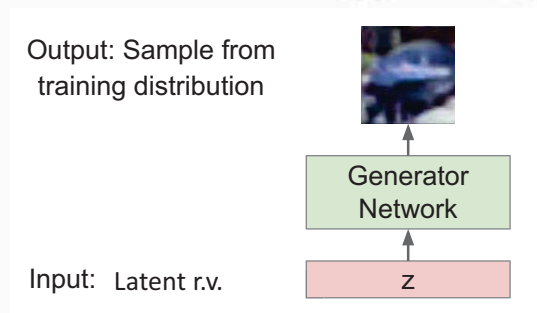 Output: Sample from
training distribution
Generator
Network
Input: Latent r.v.
z